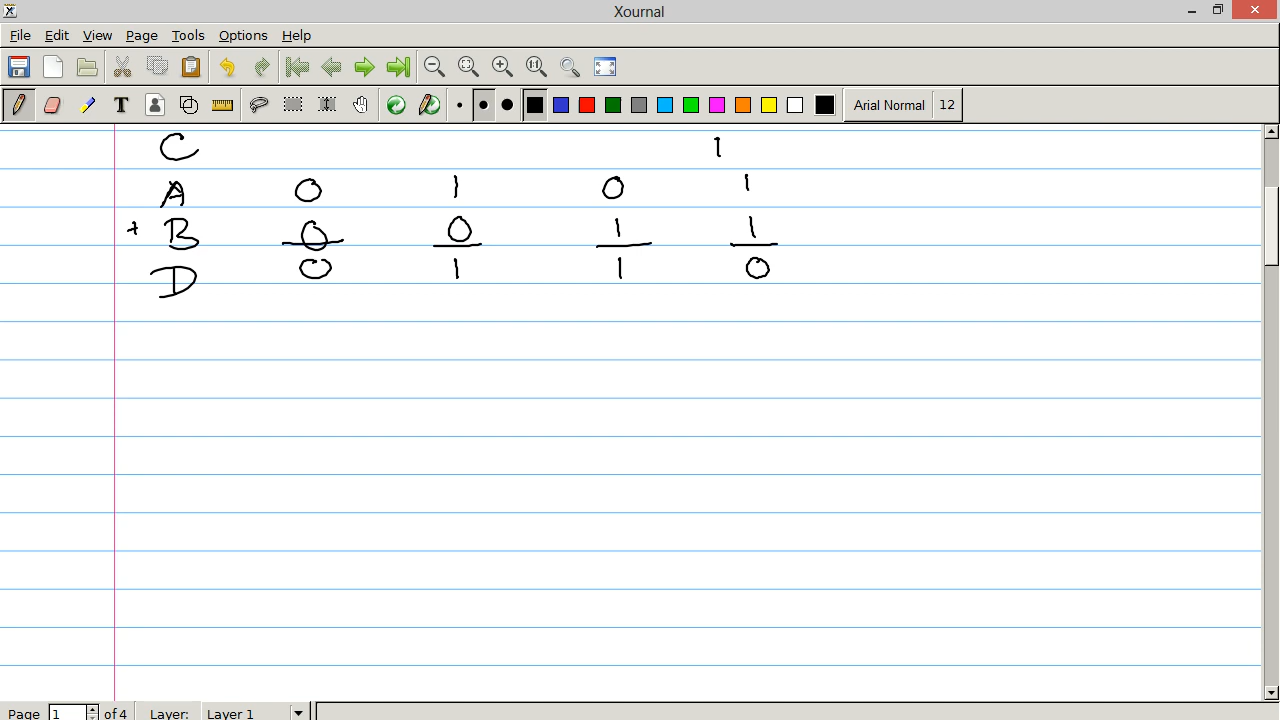 Xournal
File Edit View Page Tools Options Help
T Arial Normal 12
C 1
A 0 1 0 1
+ B 0 0 1 1
D 0 1 1 0
Page 1 of 4 Layer: Layer 1